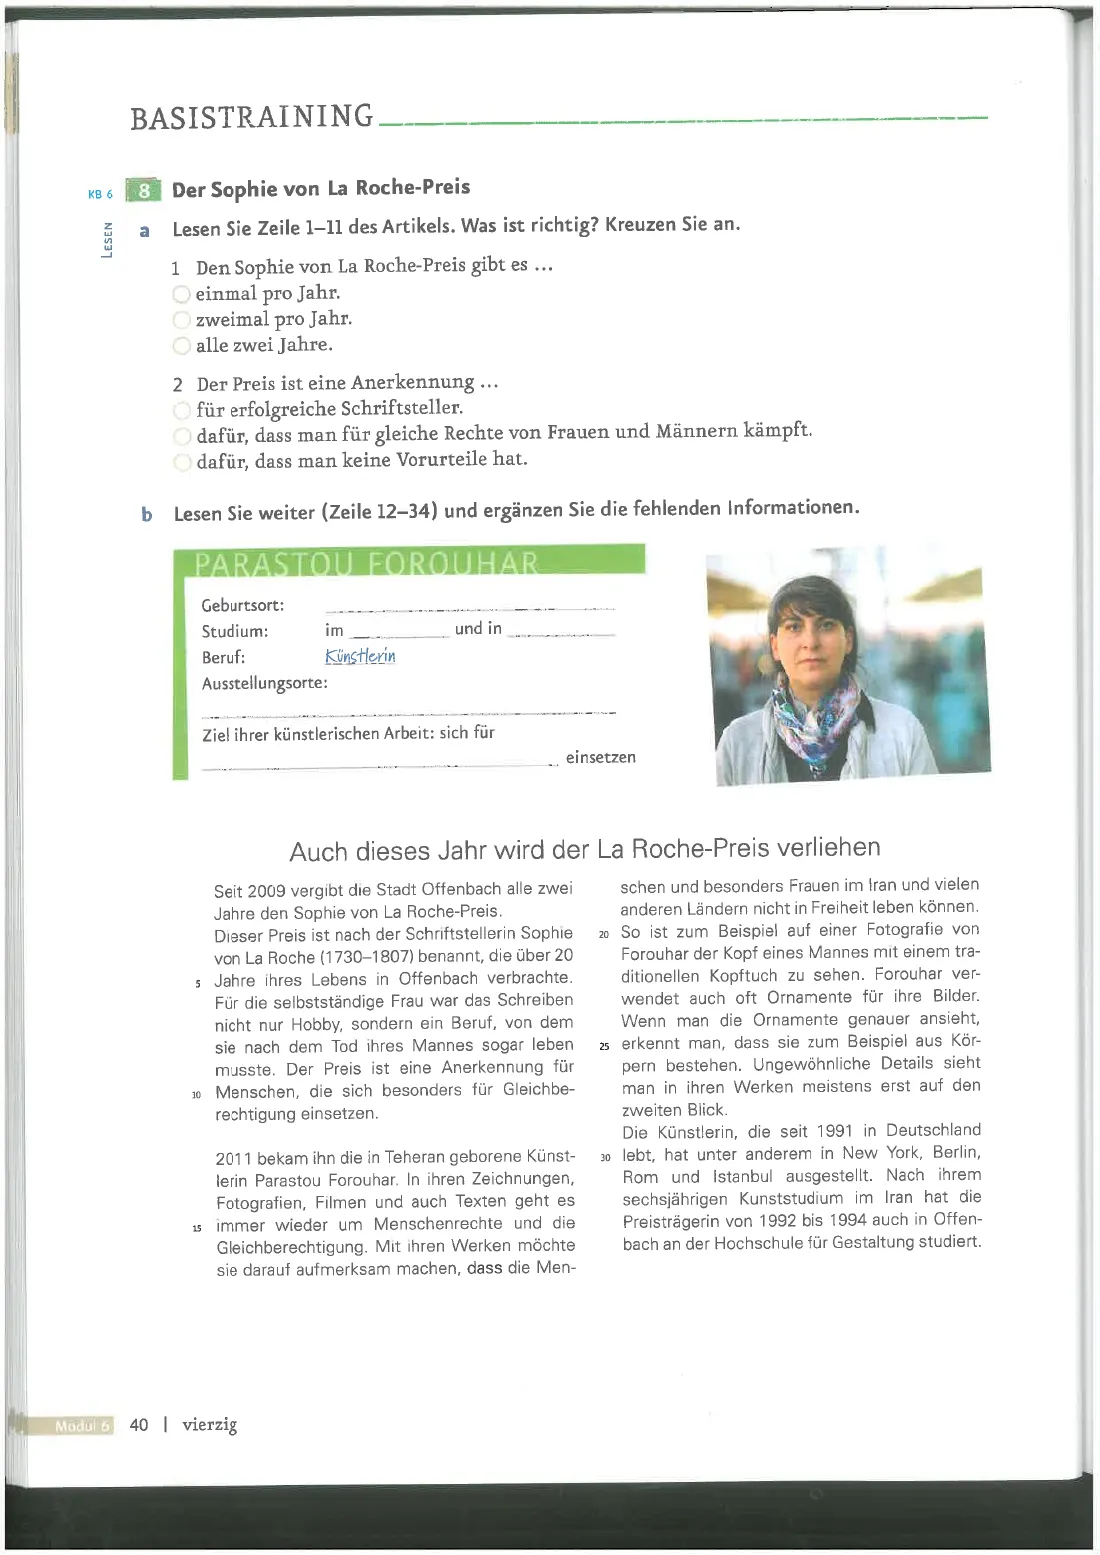 BASISTRAINING
KB 6 8 Der Sophie von La Roche-Preis
LESEN
a Lesen Sie Zeile 1–11 des Artikels. Was ist richtig? Kreuzen Sie an.
1 Den Sophie von La Roche-Preis gibt es ...
einmal pro Jahr.
zweimal pro Jahr.
alle zwei Jahre.
2 Der Preis ist eine Anerkennung ...
für erfolgreiche Schriftsteller.
dafür, dass man für gleiche Rechte von Frauen und Männern kämpft.
dafür, dass man keine Vorurteile hat.
b Lesen Sie weiter (Zeile 12–34) und ergänzen Sie die fehlenden Informationen.
PARASTOU FOROUHAR
Geburtsort:
Studium: im und in
Beruf: Künstlerin
Ausstellungsorte:
Ziel ihrer künstlerischen Arbeit: sich für
einsetzen
Auch dieses Jahr wird der La Roche-Preis verliehen
Seit 2009 vergibt die Stadt Offenbach alle zwei
Jahre den Sophie von La Roche-Preis.
Dieser Preis ist nach der Schriftstellerin Sophie
von La Roche (1730–1807) benannt, die über 20
5 Jahre ihres Lebens in Offenbach verbrachte.
Für die selbstständige Frau war das Schreiben
nicht nur Hobby, sondern ein Beruf, von dem
sie nach dem Tod ihres Mannes sogar leben
musste. Der Preis ist eine Anerkennung für
10 Menschen, die sich besonders für Gleichbe-
rechtigung einsetzen.
2011 bekam ihn die in Teheran geborene Künst-
lerin Parastou Forouhar. In ihren Zeichnungen,
Fotografien, Filmen und auch Texten geht es
15 immer wieder um Menschenrechte und die
Gleichberechtigung. Mit ihren Werken möchte
sie darauf aufmerksam machen, dass die Men-
schen und besonders Frauen im Iran und vielen
anderen Ländern nicht in Freiheit leben können.
20 So ist zum Beispiel auf einer Fotografie von
Forouhar der Kopf eines Mannes mit einem tra-
ditionellen Kopftuch zu sehen. Forouhar ver-
wendet auch oft Ornamente für ihre Bilder.
Wenn man die Ornamente genauer ansieht,
25 erkennt man, dass sie zum Beispiel aus Kör-
pern bestehen. Ungewöhnliche Details sieht
man in ihren Werken meistens erst auf den
zweiten Blick.
Die Künstlerin, die seit 1991 in Deutschland
30 lebt, hat unter anderem in New York, Berlin,
Rom und Istanbul ausgestellt. Nach ihrem
sechsjährigen Kunststudium im Iran hat die
Preisträgerin von 1992 bis 1994 auch in Offen-
bach an der Hochschule für Gestaltung studiert.
Modul 6 40 | vierzig